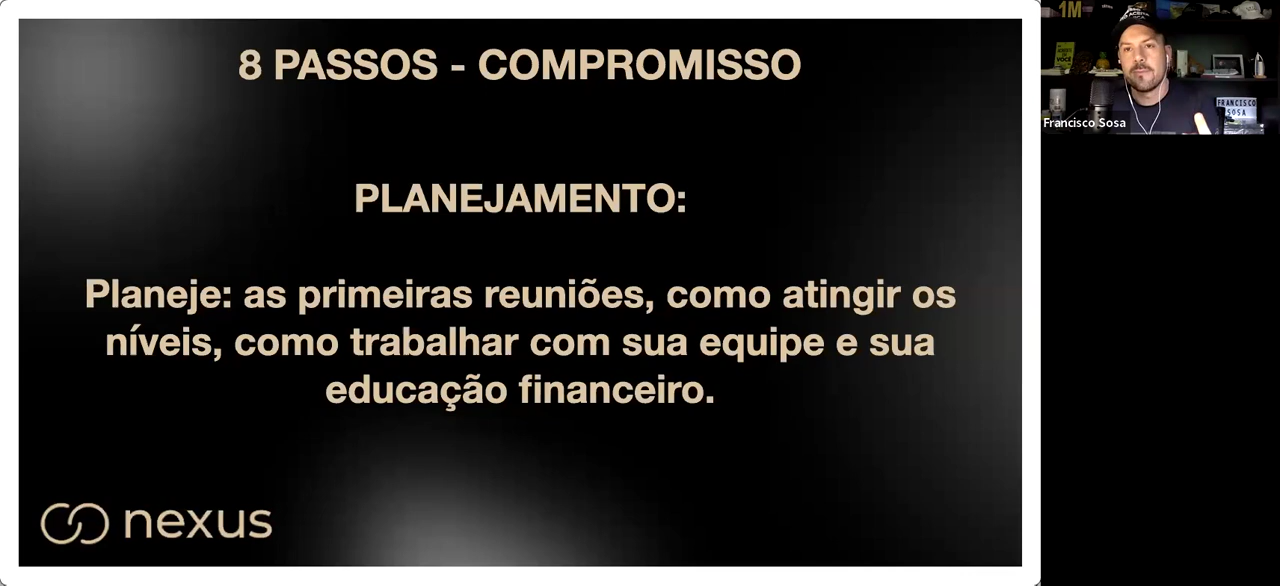 8 PASSOS - COMPROMISSO
PLANEJAMENTO:
Planeje: as primeiras reuniões, como atingir os
níveis, como trabalhar com sua equipe e sua
educação financeiro.
nexus
1M
FRANCISCO
SOSA
Francisco Sosa